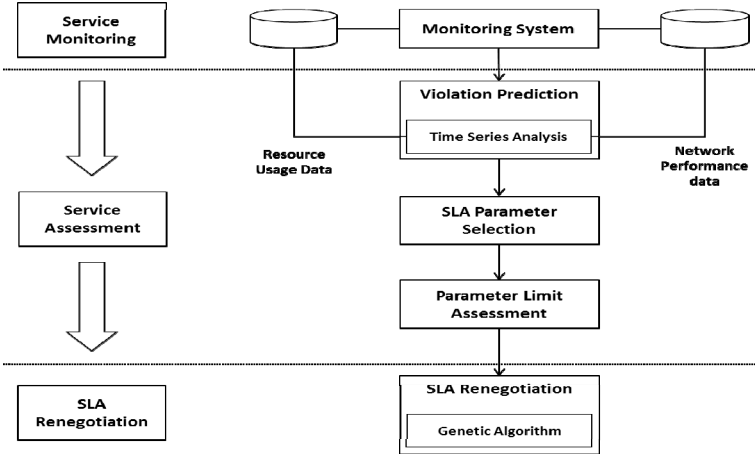 Service
Monitoring
Monitoring System
Violation Prediction
Time Series Analysis
Resource
Usage Data
Network
Performance
data
Service
Assessment
SLA Parameter
Selection
Parameter Limit
Assessment
SLA
Renegotiation
SLA Renegotiation
Genetic Algorithm